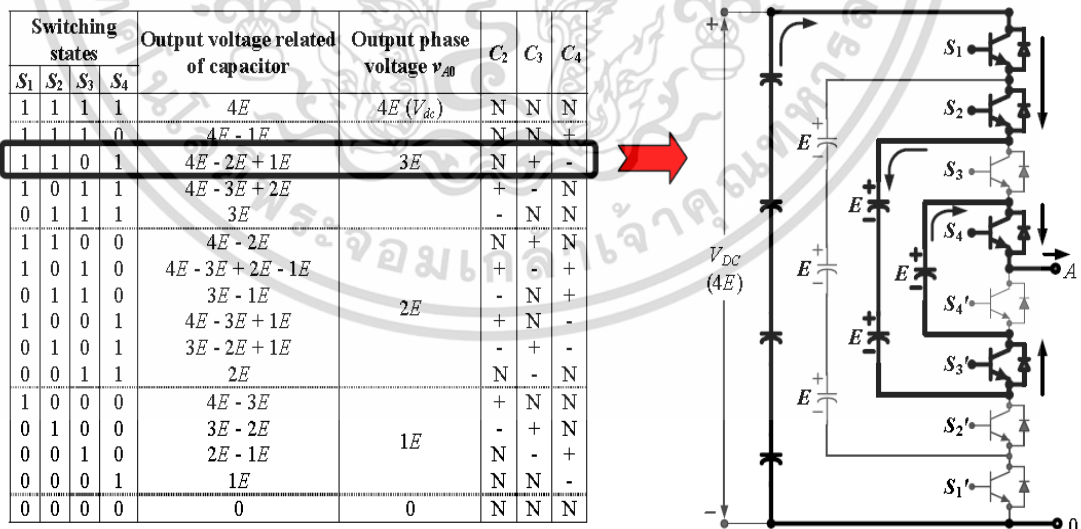 Switching states
Output voltage related of capacitor
Output phase voltage v_A0
C2 C3 C4
S1 S2 S3 S4
1 1 1 1 4E 4E (V_dc) N N N
1 1 1 0 4E - 1E N N +
1 1 0 1 4E - 2E + 1E 3E N + -
1 0 1 1 4E - 3E + 2E + - N
0 1 1 1 3E - N N
1 1 0 0 4E - 2E N + N
1 0 1 0 4E - 3E + 2E - 1E + - +
0 1 1 0 3E - 1E 2E - N +
1 0 0 1 4E - 3E + 1E + N -
0 1 0 1 3E - 2E + 1E - + -
0 0 1 1 2E N - N
1 0 0 0 4E - 3E + N N
0 1 0 0 3E - 2E 1E - + N
0 0 1 0 2E - 1E N - +
0 0 0 1 1E N N -
0 0 0 0 0 0 N N N
+
V_DC
(4E)
−
+
E
−
+
E
−
+
E
−
+
E
−
+
E
−
+
E
−
S1
S2
S3
S4
A
S4'
S3'
S2'
S1'
0